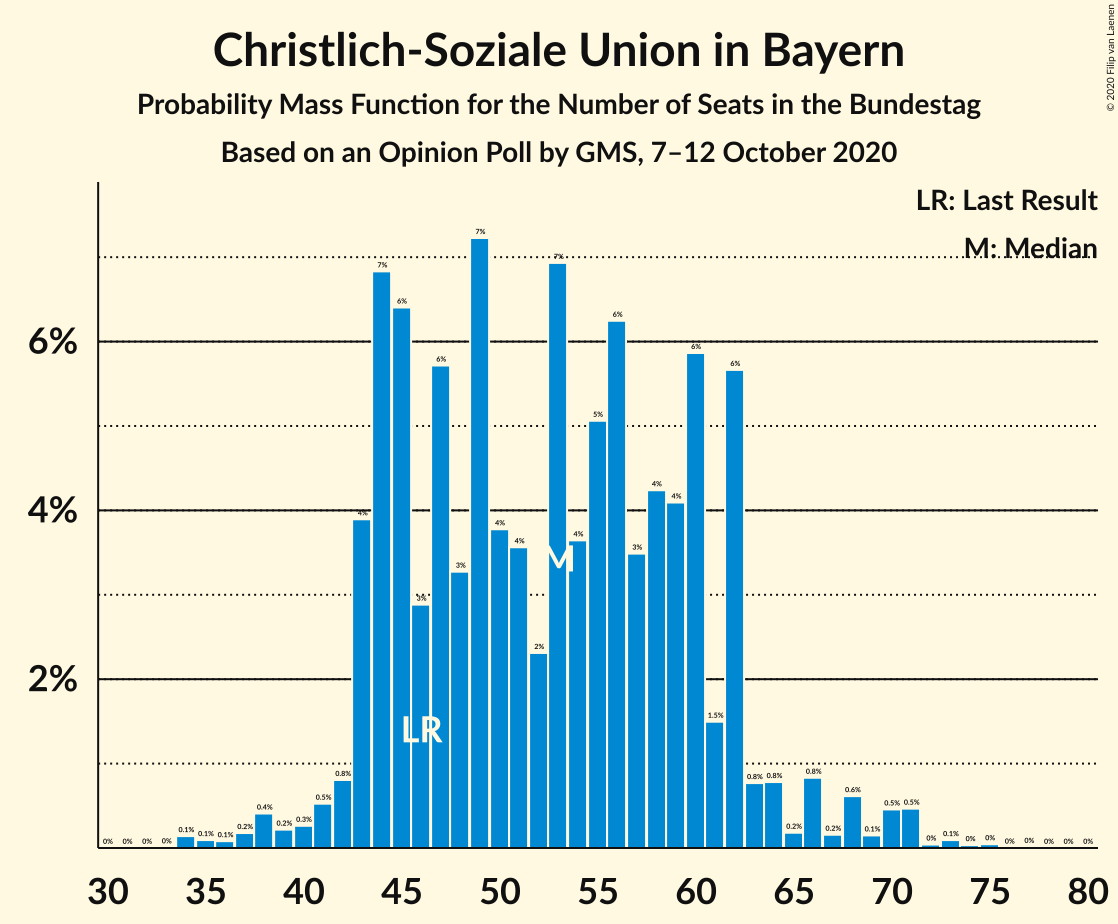 Christlich-Soziale Union in Bayern
Probability Mass Function for the Number of Seats in the Bundestag
Based on an Opinion Poll by GMS, 7–12 October 2020
© 2020 Filip van Laenen
LR: Last Result
M: Median
6%
4%
2%
0% 0% 0% 0% 0.1% 0.1% 0.1% 0.2% 0.4% 0.2% 0.3% 0.5% 0.8% 4% 7% 6% 3% 6% 3% 7% 4% 4% 2% 7% 4% 5% 6% 3% 4% 4% 6% 1.5% 6% 0.8% 0.8% 0.2% 0.8% 0.2% 0.6% 0.1% 0.5% 0.5% 0% 0.1% 0% 0% 0% 0% 0% 0% 0%
M
LR
30 35 40 45 50 55 60 65 70 75 80